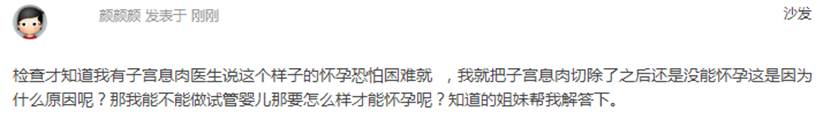 颜颜颜 发表于 刚刚 沙发
检查才知道我有子宫息肉医生说这个样子的怀孕恐怕困难就 ，我就把子宫息肉切除了之后还是没能怀孕这是因为
什么原因呢？那我能不能做试管婴儿那要怎么样才能怀孕呢？知道的姐妹帮我解答下。